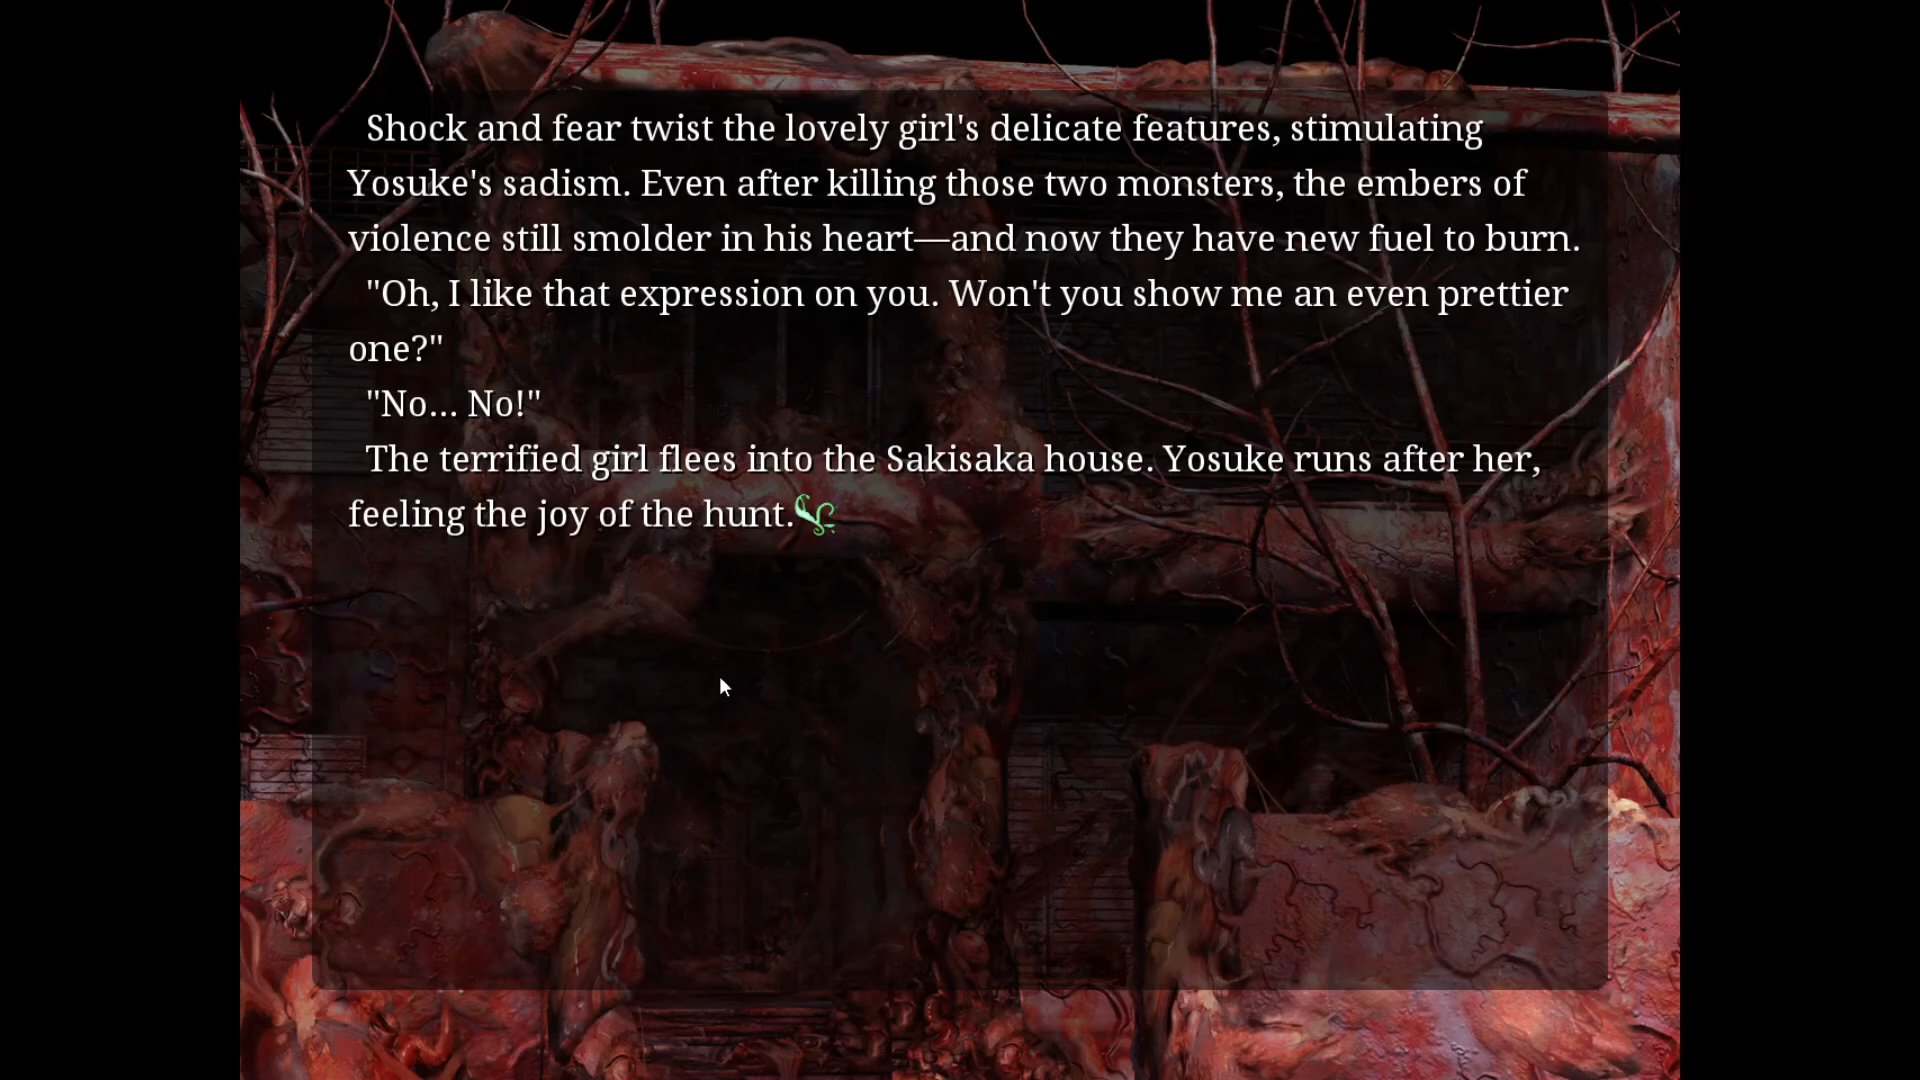 Shock and fear twist the lovely girl's delicate features, stimulating
Yosuke's sadism. Even after killing those two monsters, the embers of
violence still smolder in his heart—and now they have new fuel to burn.
"Oh, I like that expression on you. Won't you show me an even prettier
one?"
"No... No!"
The terrified girl flees into the Sakisaka house. Yosuke runs after her,
feeling the joy of the hunt.